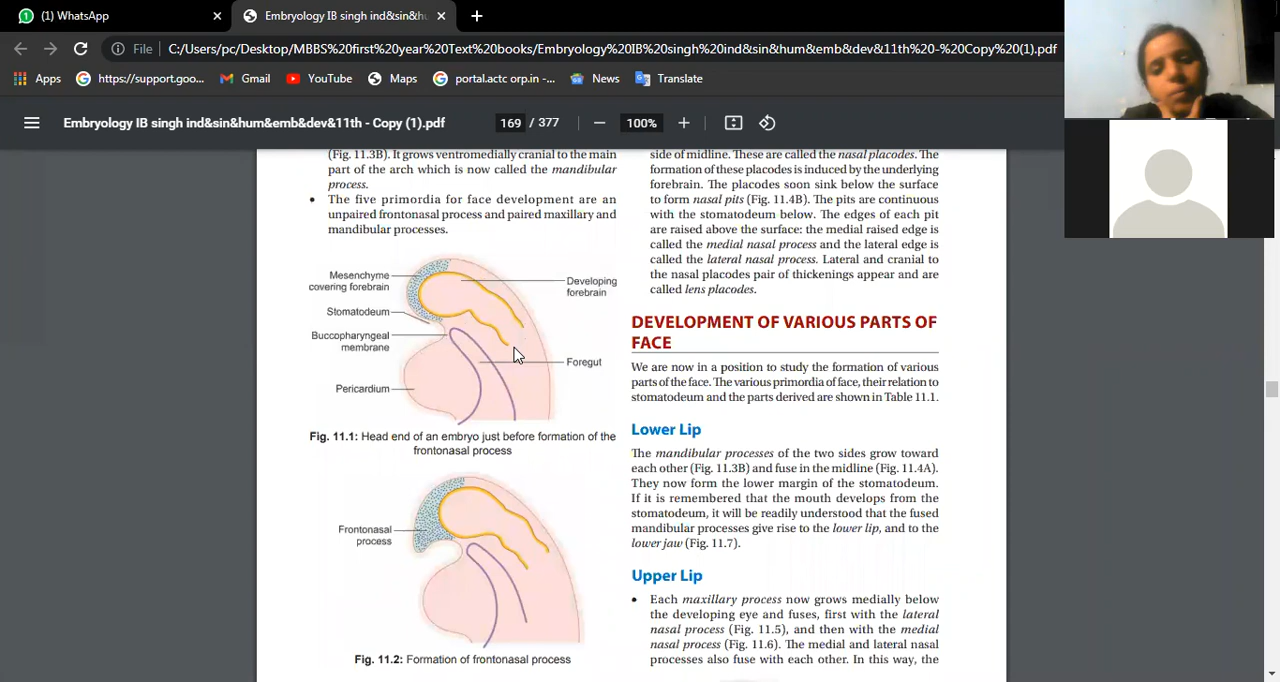 (1) WhatsApp
Embryology IB singh ind&sin&hu
File
C:/Users/pc/Desktop/MBBS%20first%20year%20Text%20books/Embryology%20IB%20singh%20ind&sin&hum&emb&dev&11th%20-%20Copy%20(1).pdf
Apps
https://support.goo...
Gmail
YouTube
Maps
portal.actc orp.in -...
News
Translate
Embryology IB singh ind&sin&hum&emb&dev&11th - Copy (1).pdf
169 / 377
100%
(Fig. 11.3B). It grows ventromedially cranial to the main
part of the arch which is now called the mandibular
process.
• The five primordia for face development are an
unpaired frontonasal process and paired maxillary and
mandibular processes.
Mesenchyme
covering forebrain
Stomatodeum
Buccopharyngeal
membrane
Pericardium
Developing
forebrain
Foregut
Fig. 11.1: Head end of an embryo just before formation of the
frontonasal process
Frontonasal
process
Fig. 11.2: Formation of frontonasal process
side of midline. These are called the nasal placodes. The
formation of these placodes is induced by the underlying
forebrain. The placodes soon sink below the surface
to form nasal pits (Fig. 11.4B). The pits are continuous
with the stomatodeum below. The edges of each pit
are raised above the surface: the medial raised edge is
called the medial nasal process and the lateral edge is
called the lateral nasal process. Lateral and cranial to
the nasal placodes pair of thickenings appear and are
called lens placodes.
DEVELOPMENT OF VARIOUS PARTS OF
FACE
We are now in a position to study the formation of various
parts of the face. The various primordia of face, their relation to
stomatodeum and the parts derived are shown in Table 11.1.
Lower Lip
The mandibular processes of the two sides grow toward
each other (Fig. 11.3B) and fuse in the midline (Fig. 11.4A).
They now form the lower margin of the stomatodeum.
If it is remembered that the mouth develops from the
stomatodeum, it will be readily understood that the fused
mandibular processes give rise to the lower lip, and to the
lower jaw (Fig. 11.7).
Upper Lip
• Each maxillary process now grows medially below
the developing eye and fuses, first with the lateral
nasal process (Fig. 11.5), and then with the medial
nasal process (Fig. 11.6). The medial and lateral nasal
processes also fuse with each other. In this way, the